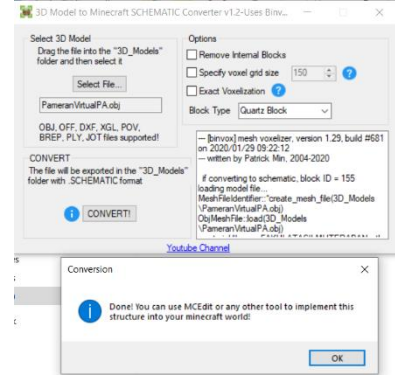 3D Model to Minecraft SCHEMATIC Converter v1.2-Uses Binv...
Select 3D Model
Drag the file into the "3D_Models"
folder and then select it
Select File...
PameranVirtualPA.obj
OBJ, OFF, DXF, XGL, POV,
BREP, PLY, JOT files supported!
CONVERT
The file will be exported in the "3D_Models"
folder with .SCHEMATIC format
CONVERT!
Options
Remove Internal Blocks
Specify voxel grid size 150
Exact Voxelization
Block Type Quartz Block
--- [binvox] mesh voxelizer, version 1.29, build #681
on 2020/01/29 09:22:12
--- written by Patrick Min, 2004-2020
if converting to schematic, block ID = 155
loading model file...
MeshFileIdentifier::create_mesh_file(3D_Models
\PameranVirtualPA.obj)
ObjMeshFile::load(3D_Models
\PameranVirtualPA.obj)
Youtube Channel
Conversion
Done! You can use MCEdit or any other tool to implement this
structure into your minecraft world!
OK